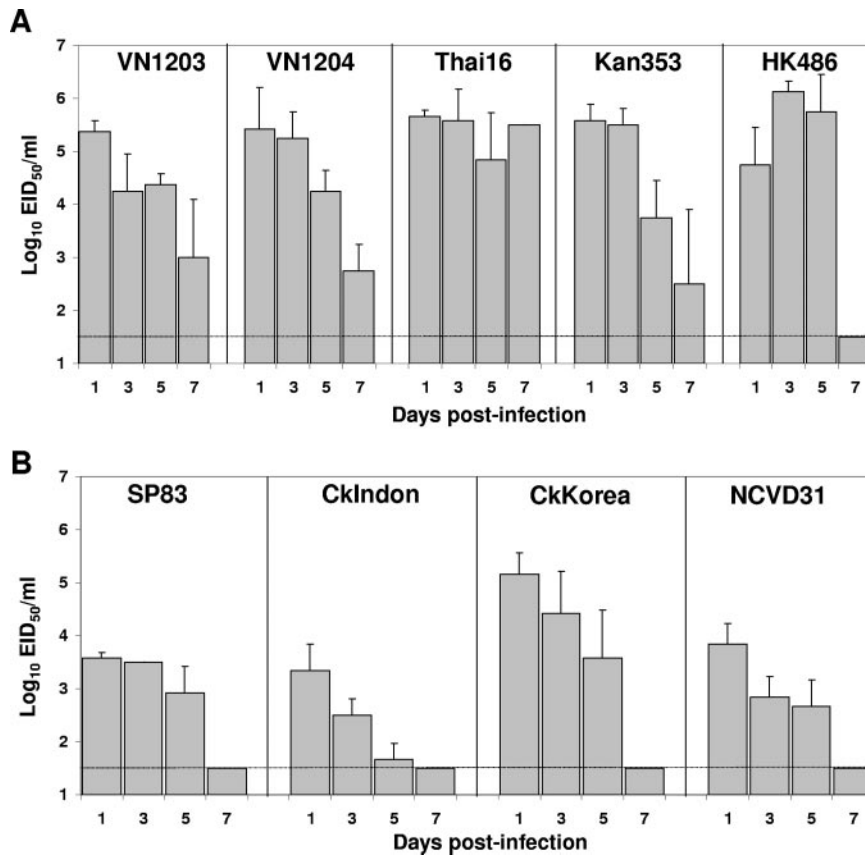 A
7
6
5
4
3
2
1
Log10 EID50/ml
VN1203 VN1204 Thai16 Kan353 HK486
1 3 5 7 1 3 5 7 1 3 5 7 1 3 5 7 1 3 5 7
Days post-infection
B
7
6
5
4
3
2
1
Log10 EID50/ml
SP83 CkIndon CkKorea NCVD31
1 3 5 7 1 3 5 7 1 3 5 7 1 3 5 7
Days post-infection